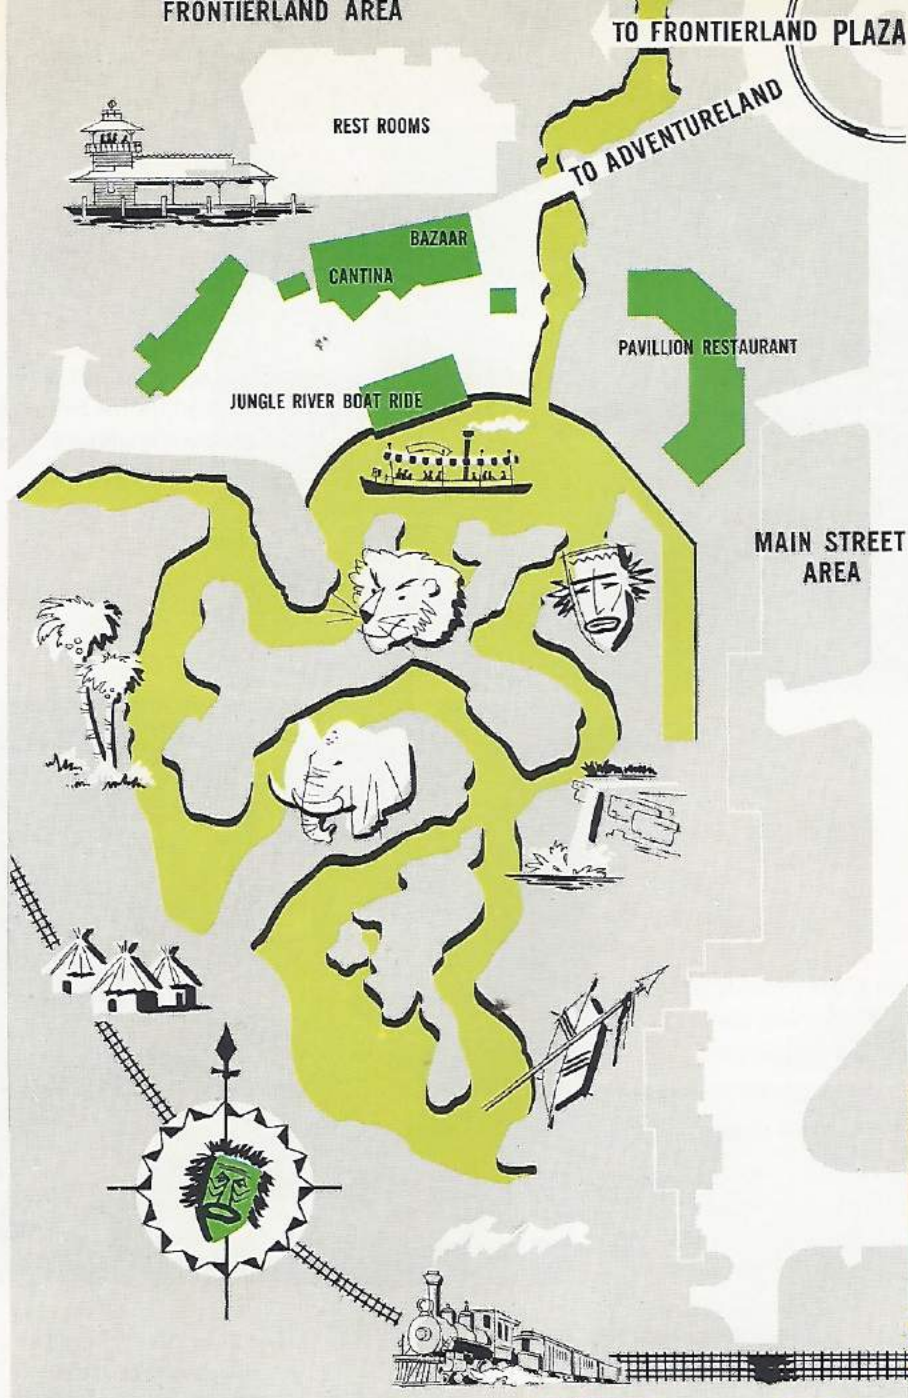 FRONTIERLAND AREA
TO FRONTIERLAND PLAZA
REST ROOMS
TO ADVENTURELAND
BAZAAR
CANTINA
PAVILLION RESTAURANT
JUNGLE RIVER BOAT RIDE
MAIN STREET
AREA